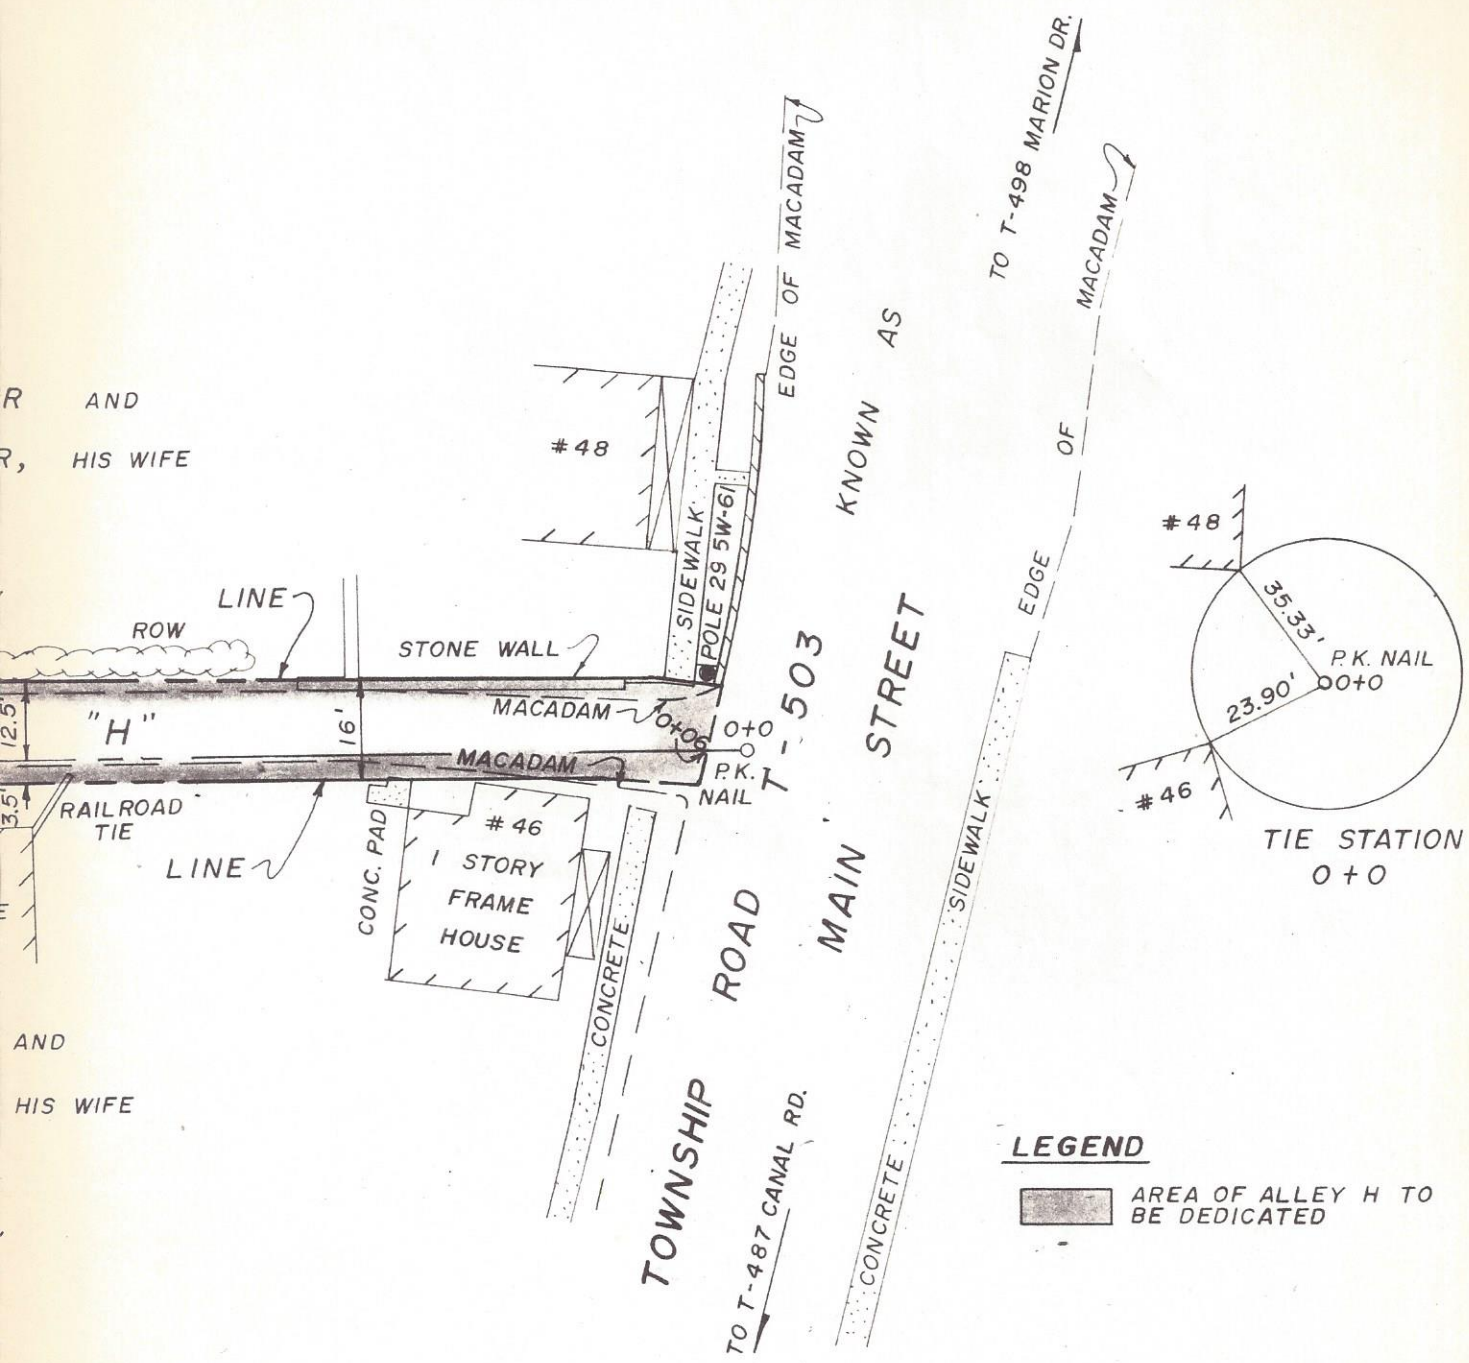 TO T-498 MARION DR.
EDGE OF MACADAM
EDGE OF MACADAM
KNOWN AS
R AND
R, HIS WIFE
#48
SIDEWALK
POLE 29 5W-61
LINE
ROW
STONE WALL
MACADAM
12.5'
"H"
16'
0+06
0+0
P.K.
NAIL
MACADAM
3.5'
RAILROAD
TIE
LINE
CONC. PAD
#46
1 STORY
FRAME
HOUSE
CONCRETE
SIDEWALK
CONCRETE
TOWNSHIP ROAD T-503
MAIN STREET
TO T-487 CANAL RD.
E
AND
HIS WIFE
#48
35.33'
P.K. NAIL
0+0
23.90'
#46
TIE STATION
0+0
LEGEND
AREA OF ALLEY H TO
BE DEDICATED